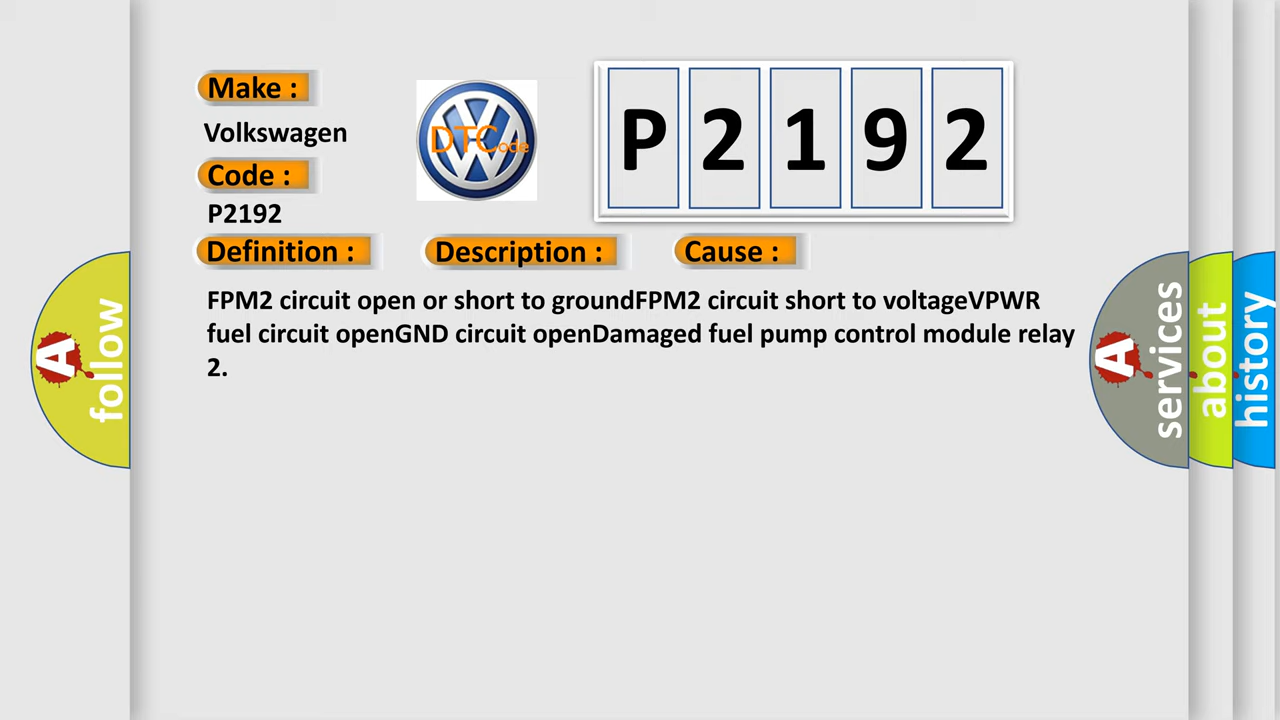 Make :
Volkswagen
Code :
P2192
DTCode
P 2 1 9 2
Definition :
Description :
Cause :
FPM2 circuit open or short to groundFPM2 circuit short to voltageVPWR
fuel circuit openGND circuit openDamaged fuel pump control module relay
2.
A follow
A services
about
history